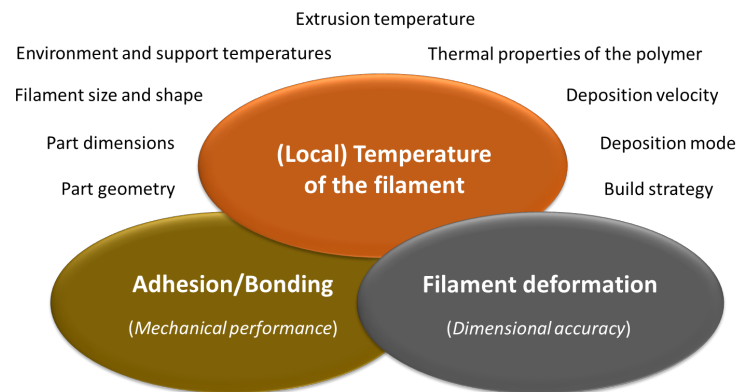 Extrusion temperature
Environment and support temperatures
Thermal properties of the polymer
Filament size and shape
Deposition velocity
Part dimensions
Deposition mode
Part geometry
Build strategy
(Local) Temperature
of the filament
Adhesion/Bonding
(Mechanical performance)
Filament deformation
(Dimensional accuracy)